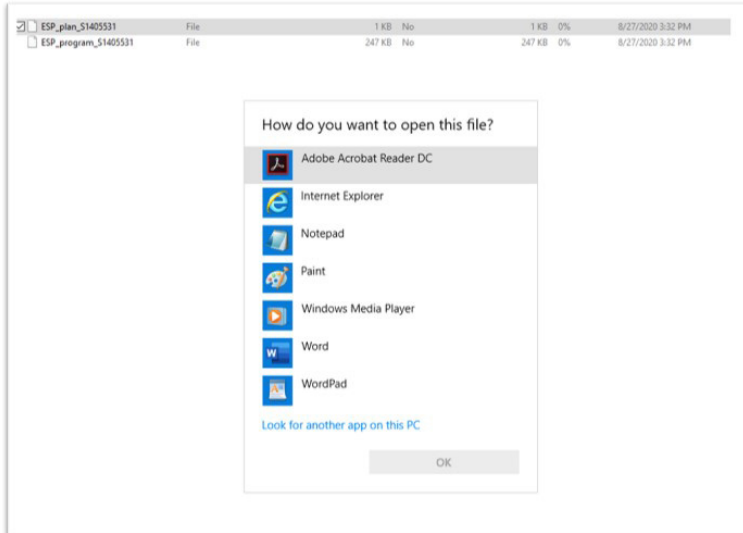 ESP_plan_S1405531 File 1 KB No 1 KB 0% 8/27/2020 3:32 PM
ESP_program_S1405531 File 247 KB No 247 KB 0% 8/27/2020 3:32 PM
How do you want to open this file?
Adobe Acrobat Reader DC
Internet Explorer
Notepad
Paint
Windows Media Player
W Word
WordPad
Look for another app on this PC
OK